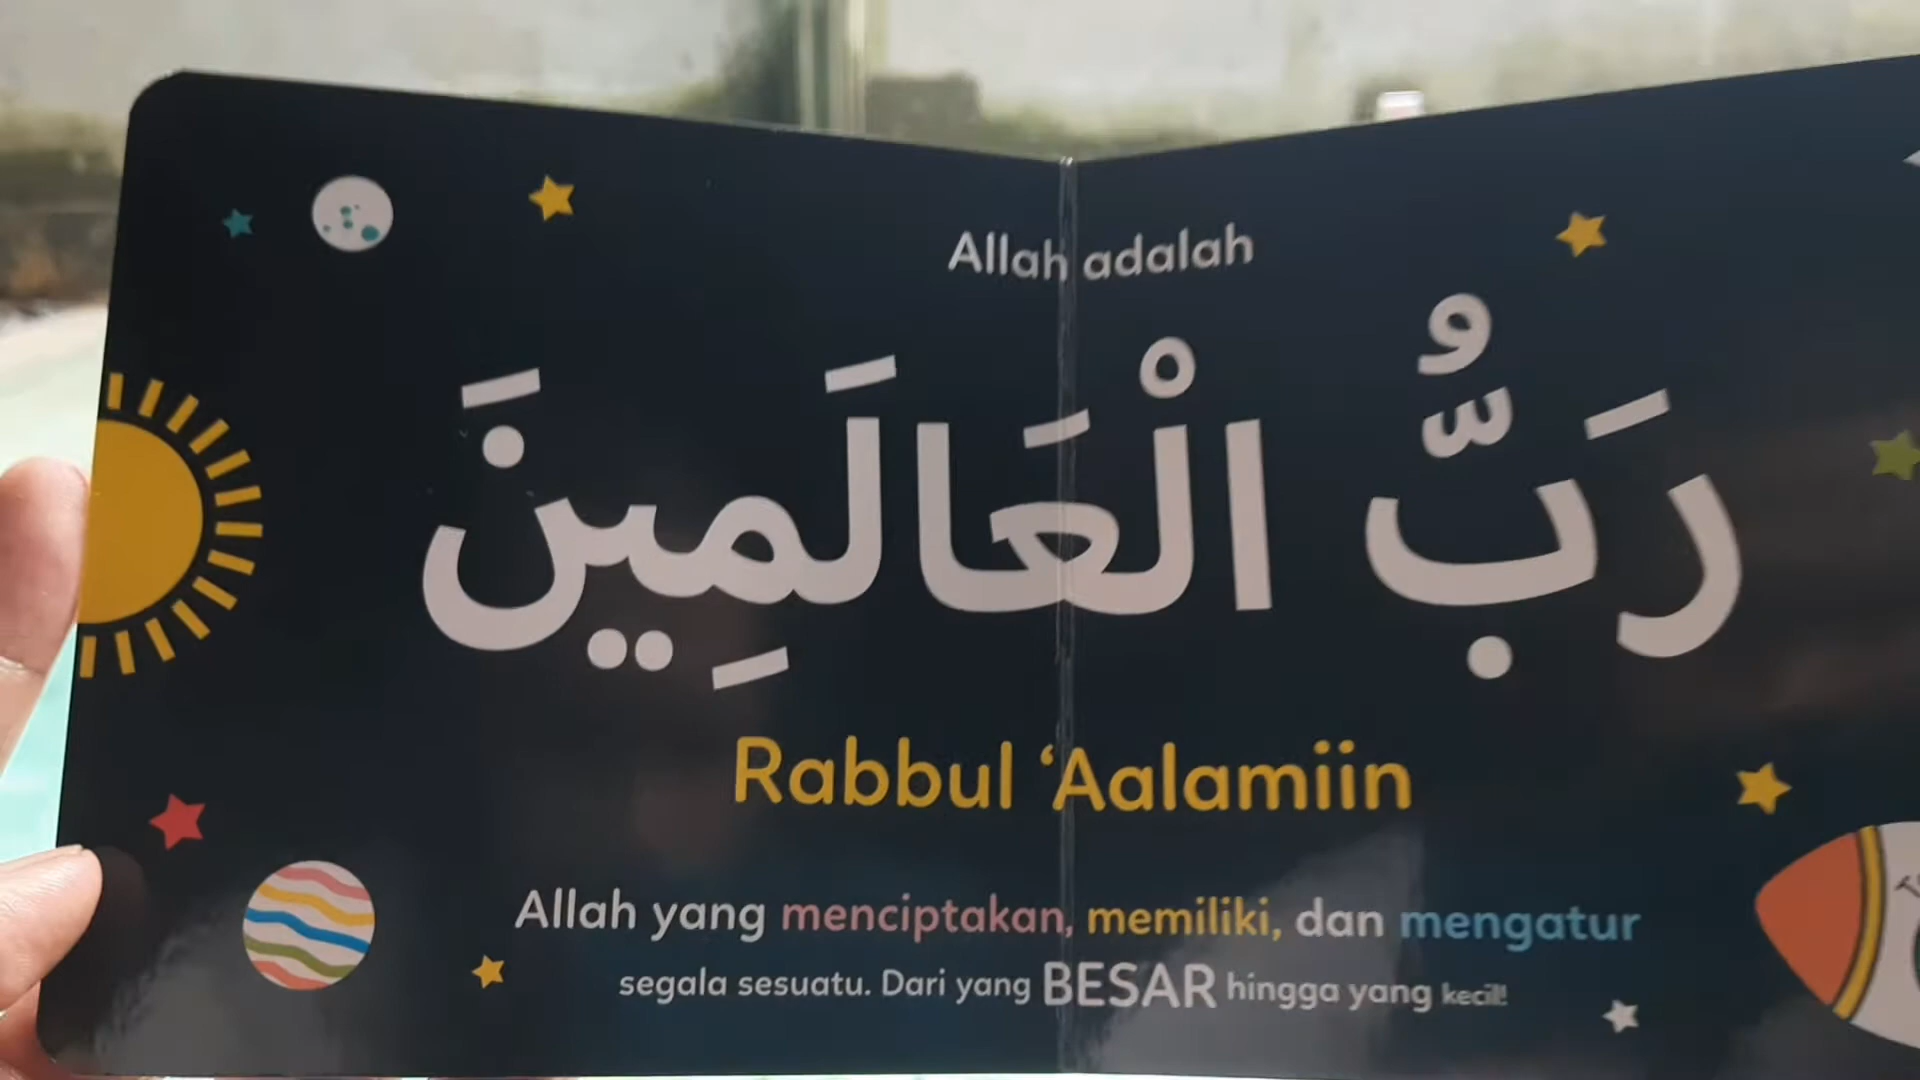 Allah adalah
رَبُّ الْعَالَمِينَ
Rabbul ‘Aalamiin
Allah yang menciptakan, memiliki, dan mengatur
segala sesuatu. Dari yang BESAR hingga yang kecil!